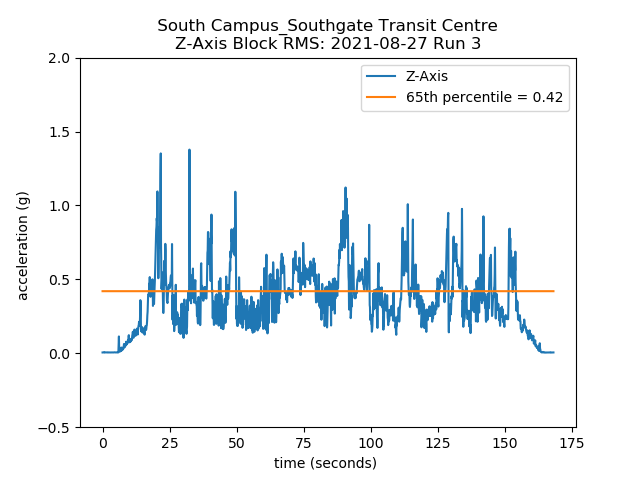 South Campus_Southgate Transit Centre
Z-Axis Block RMS: 2021-08-27 Run 3
Z-Axis
65th percentile = 0.42
2.0
1.5
1.0
0.5
0.0
−0.5
acceleration (g)
0 25 50 75 100 125 150 175
time (seconds)